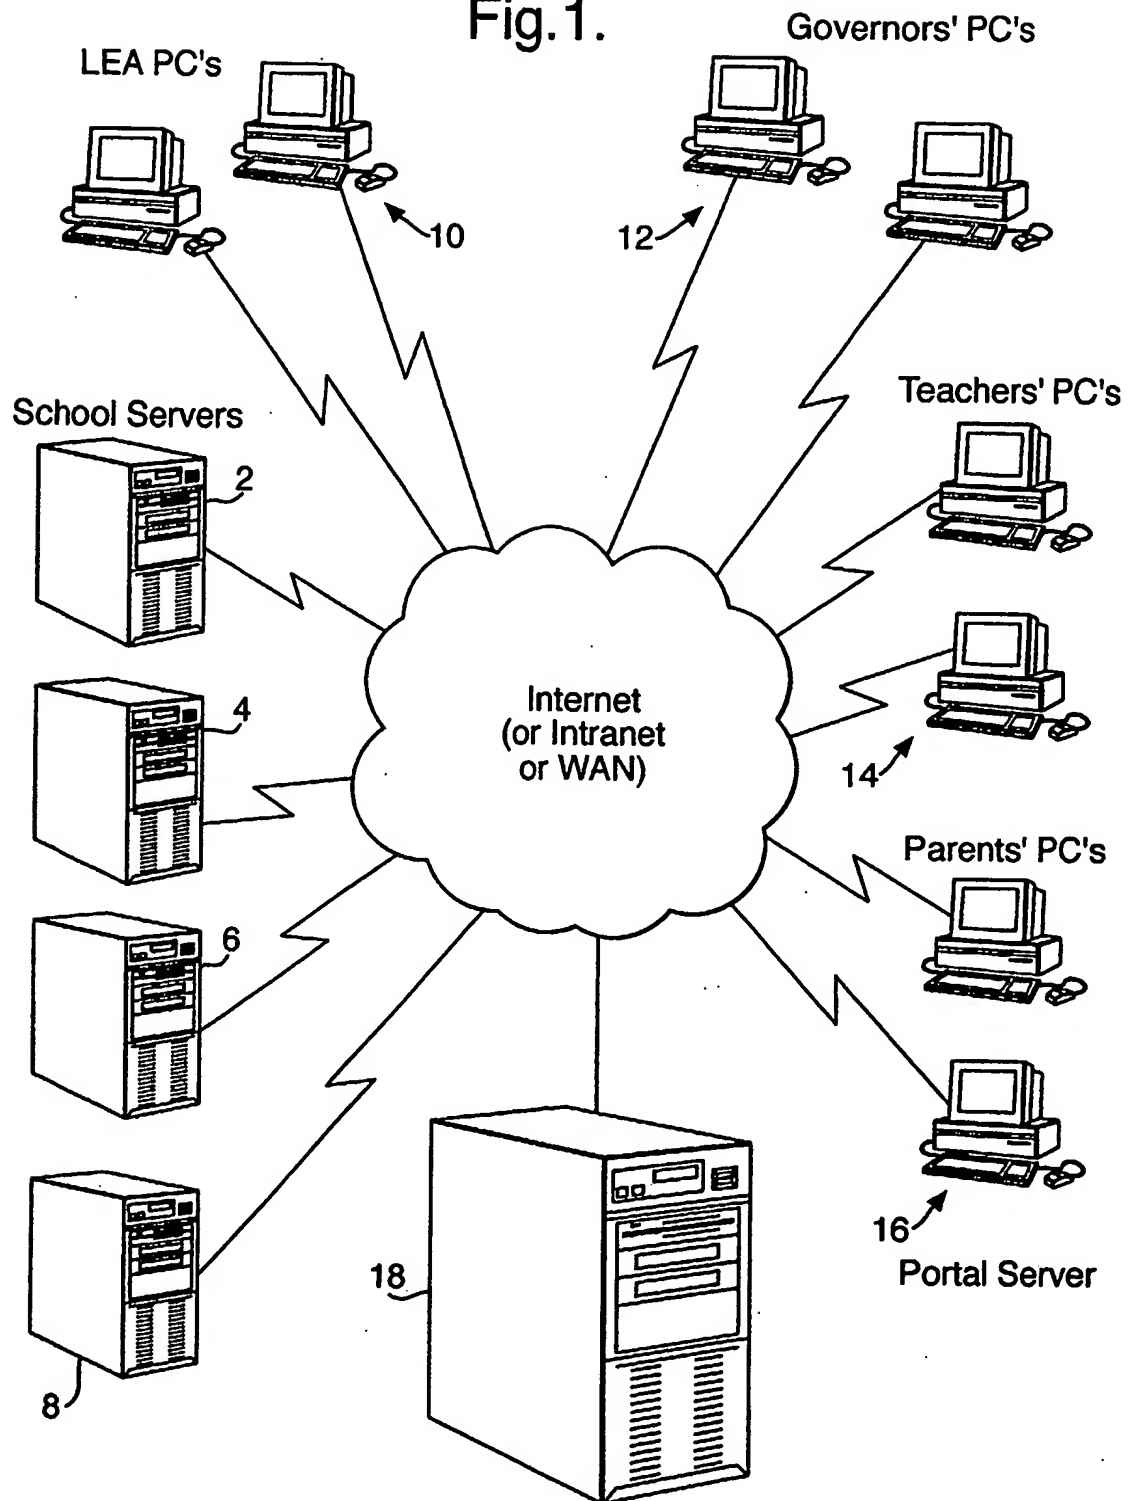 Fig.1.
LEA PC's
Governors' PC's
10
12
School Servers
Teachers' PC's
2
4
Internet
(or Intranet
or WAN)
14
Parents' PC's
6
16
18
Portal Server
8